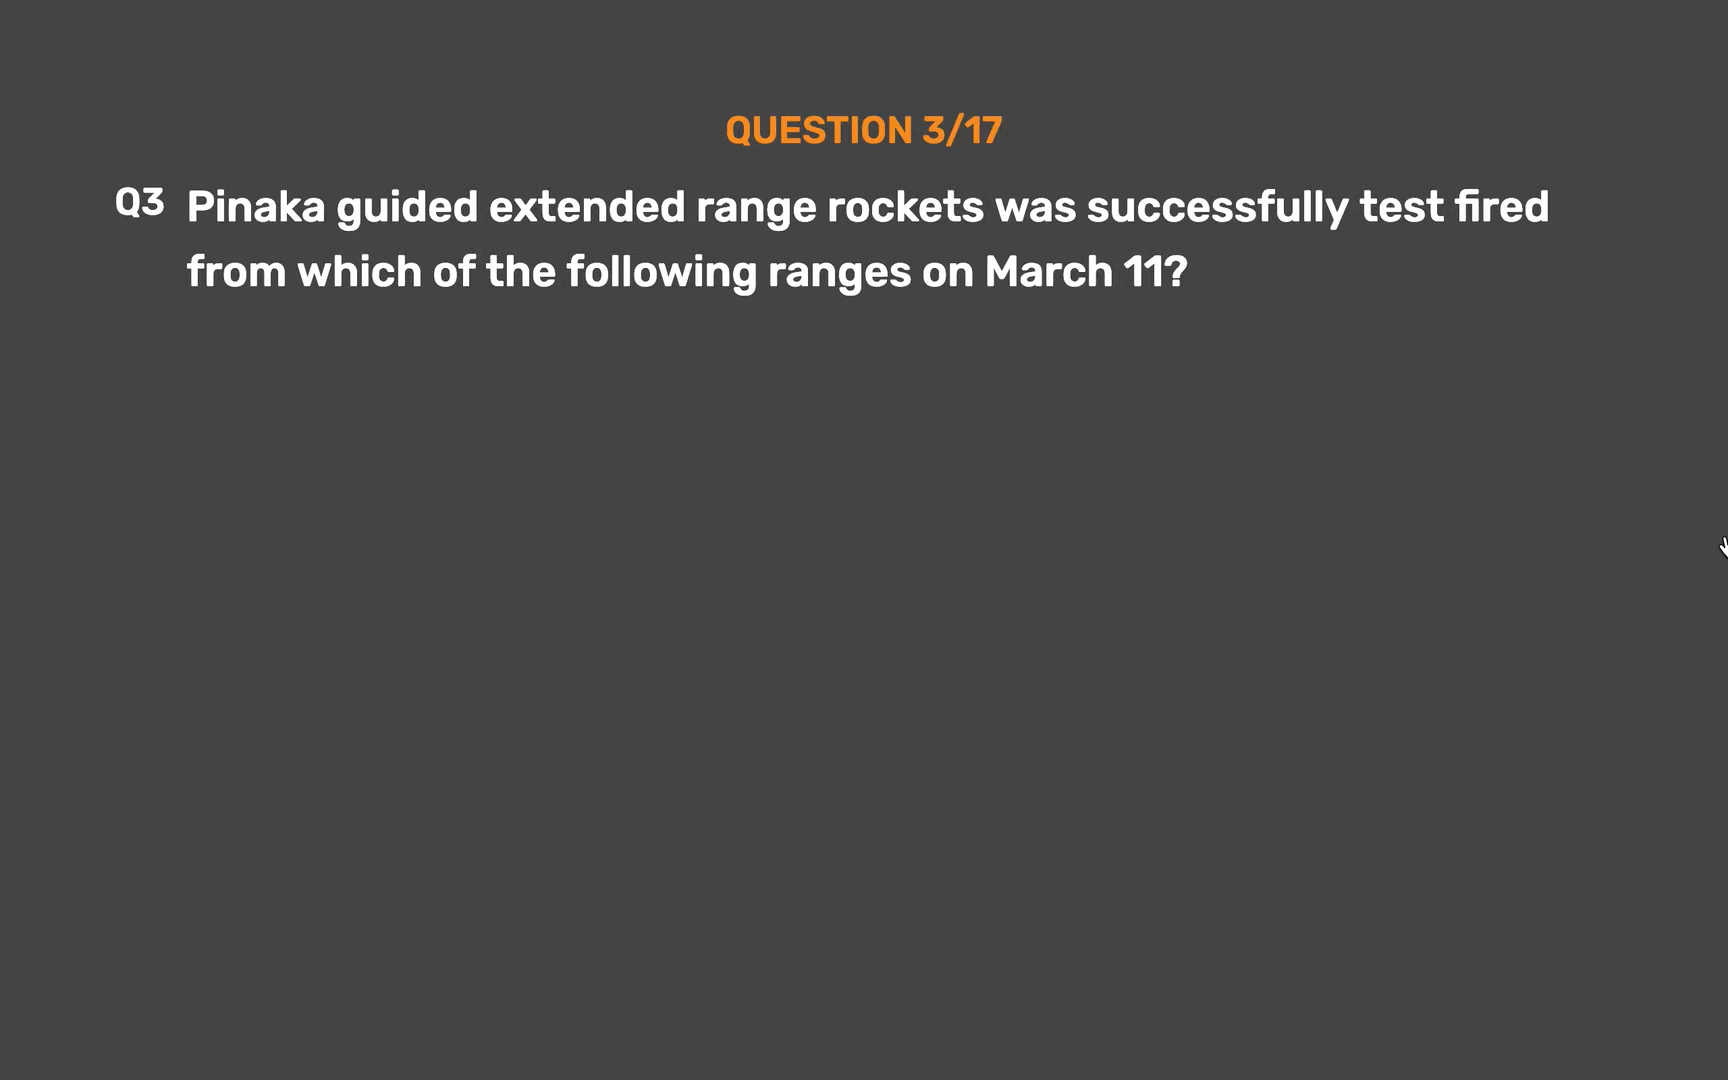 QUESTION 3/17
Q3 Pinaka guided extended range rockets was successfully test fired
from which of the following ranges on March 11?